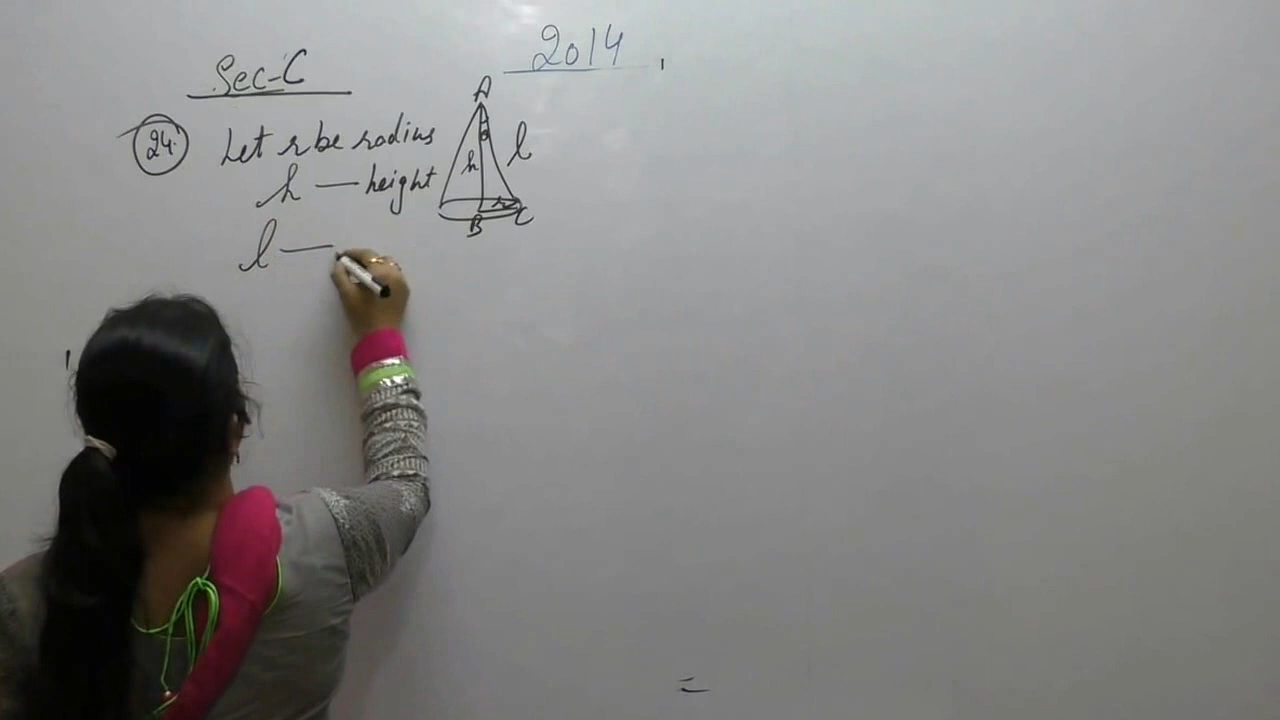 2014
Sec-C
24. Let r be radius
h — height
l —
A
h
l
r
B
C
=